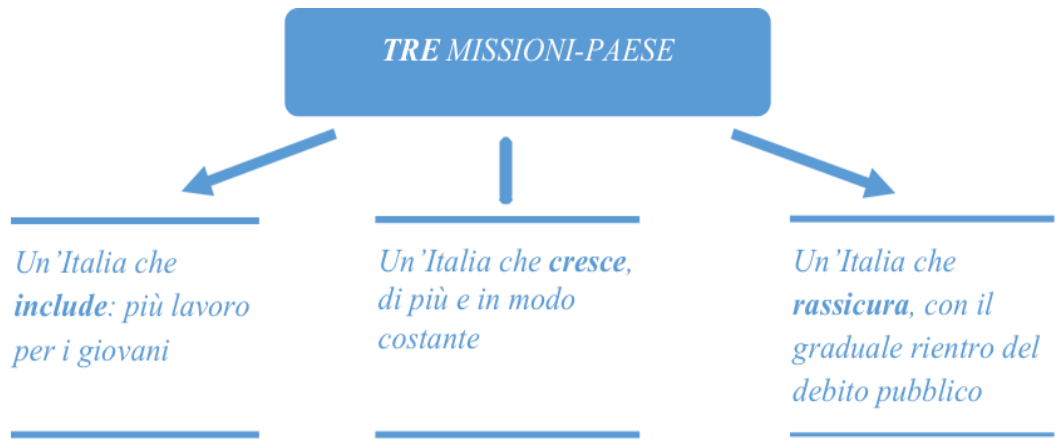 TRE MISSIONI-PAESE
Un’Italia che
include: più lavoro
per i giovani
Un’Italia che cresce,
di più e in modo
costante
Un’Italia che
rassicura, con il
graduale rientro del
debito pubblico